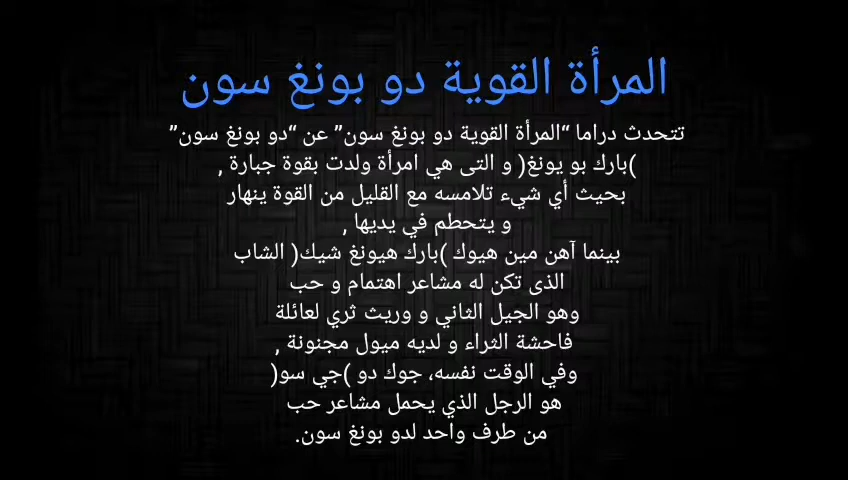 المرأة القوية دو بونغ سون
تتحدث دراما “المرأة القوية دو بونغ سون” عن “دو بونغ سون”
)بارك بو يونغ( و التى هي امرأة ولدت بقوة جبارة ,
بحيث أي شيء تلامسه مع القليل من القوة ينهار
و يتحطم في يديها ,
بينما آهن مين هيوك )بارك هيونغ شيك( الشاب
الذى تكن له مشاعر اهتمام و حب
وهو الجيل الثاني و وريث ثري لعائلة
فاحشة الثراء و لديه ميول مجنونة ,
وفي الوقت نفسه، جوك دو )جي سو(
هو الرجل الذي يحمل مشاعر حب
من طرف واحد لدو بونغ سون.